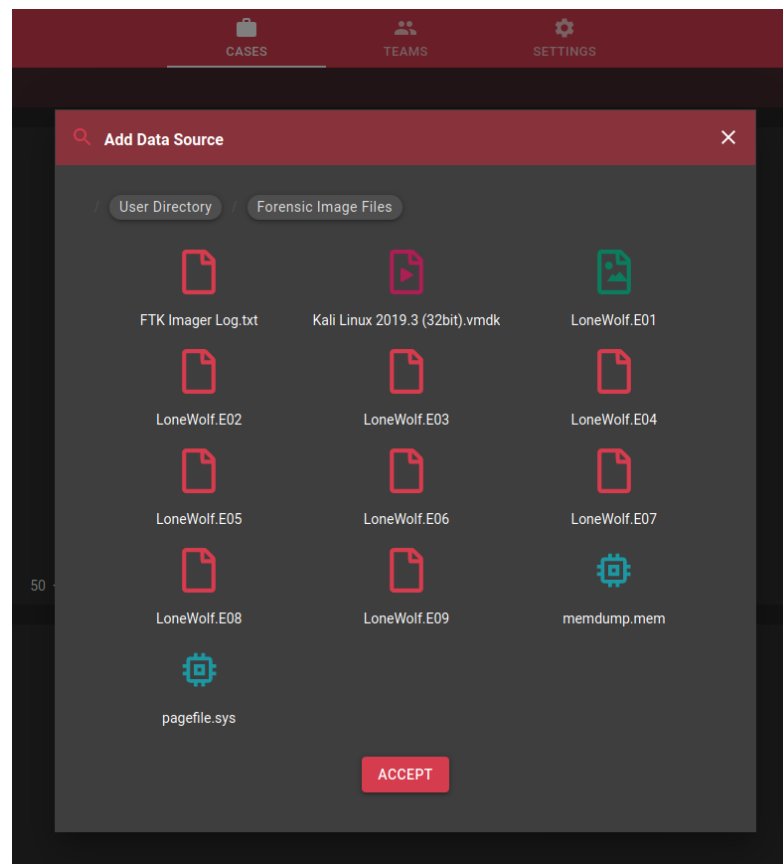 CASES TEAMS SETTINGS
Add Data Source
/ User Directory / Forensic Image Files
FTK Imager Log.txt Kali Linux 2019.3 (32bit).vmdk LoneWolf.E01
LoneWolf.E02 LoneWolf.E03 LoneWolf.E04
LoneWolf.E05 LoneWolf.E06 LoneWolf.E07
50
LoneWolf.E08 LoneWolf.E09 memdump.mem
pagefile.sys
ACCEPT